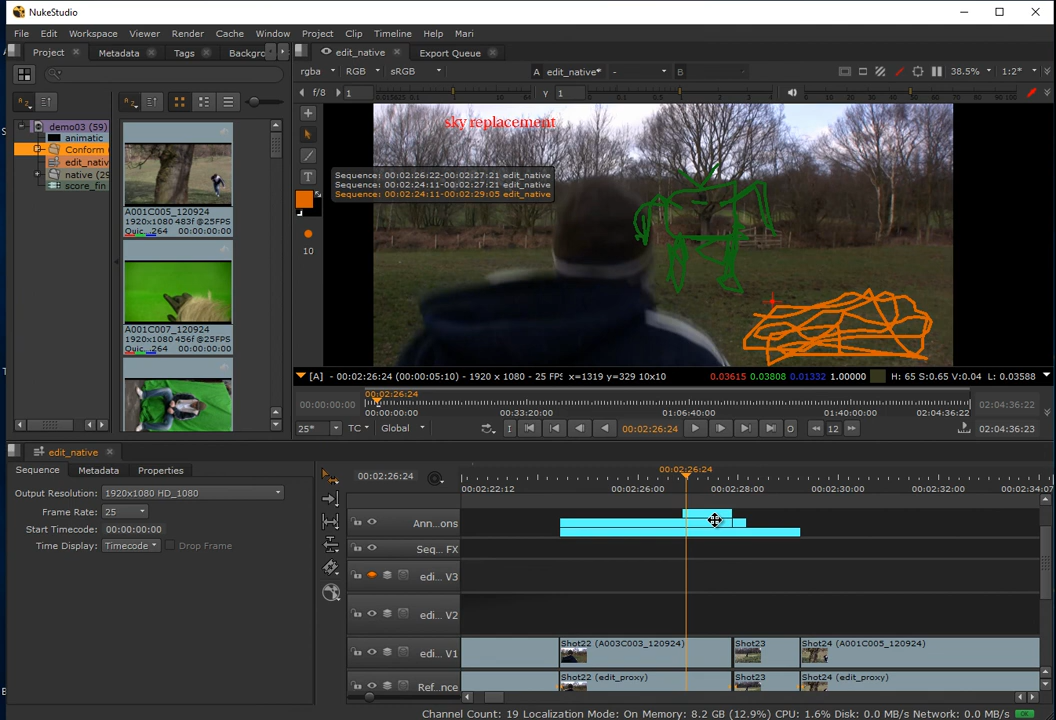 NukeStudio
File Edit Workspace Viewer Render Cache Window Project Clip Timeline Help Mari
Project Metadata Tags Backgro
edit_native Export Queue
rgba RGB sRGB A edit_native* - B 38.5% 1:2*
f/8 1 Y 1
demo03 (59)
animatic
Conform
edit_nativ
native (29
score_fin
A001C005_120924
1920x1080 483f @25FPS
Quic...264 00:00:00:00
A001C007_120924
1920x1080 456f @25FPS
Quic...264 00:00:00:00
10
sky replacement
Sequence: 00:02:26:22-00:02:27:21 edit_native
Sequence: 00:02:24:11-00:02:27:21 edit_native
Sequence: 00:02:24:11-00:02:29:05 edit_native
[A] - 00:02:26:24 (00:00:05:10) - 1920 x 1080 - 25 FPS x=1319 y=329 10x10 0.03615 0.03808 0.01332 1.00000 H: 65 S:0.65 V:0.04 L: 0.03588
00:02:26:24
00:00:00:00 00:00:00:00 00:33:20:00 01:06:40:00 01:40:00:00 02:04:36:22 02:04:36:22
25* TC Global I 00:02:26:24 O 12 02:04:36:23
edit_native
Sequence Metadata Properties
Output Resolution: 1920x1080 HD_1080
Frame Rate: 25
Start Timecode: 00:00:00:00
Time Display: Timecode Drop Frame
00:02:26:24
00:02:26:24
00:02:22:12 00:02:26:00 00:02:28:00 00:02:30:00 00:02:32:00 00:02:34:07
Ann...ons
Seq... FX
edi... V3
edi... V2
edi... V1
Shot22 (A003C003_120924) Shot23 Shot24 (A001C005_120924)
Ref...nce
Shot22 (edit_proxy) Shot23 Shot24 (edit_proxy)
Channel Count: 19 Localization Mode: On Memory: 8.2 GB (12.9%) CPU: 1.6% Disk: 0.0 MB/s Network: 0.0 MB/s